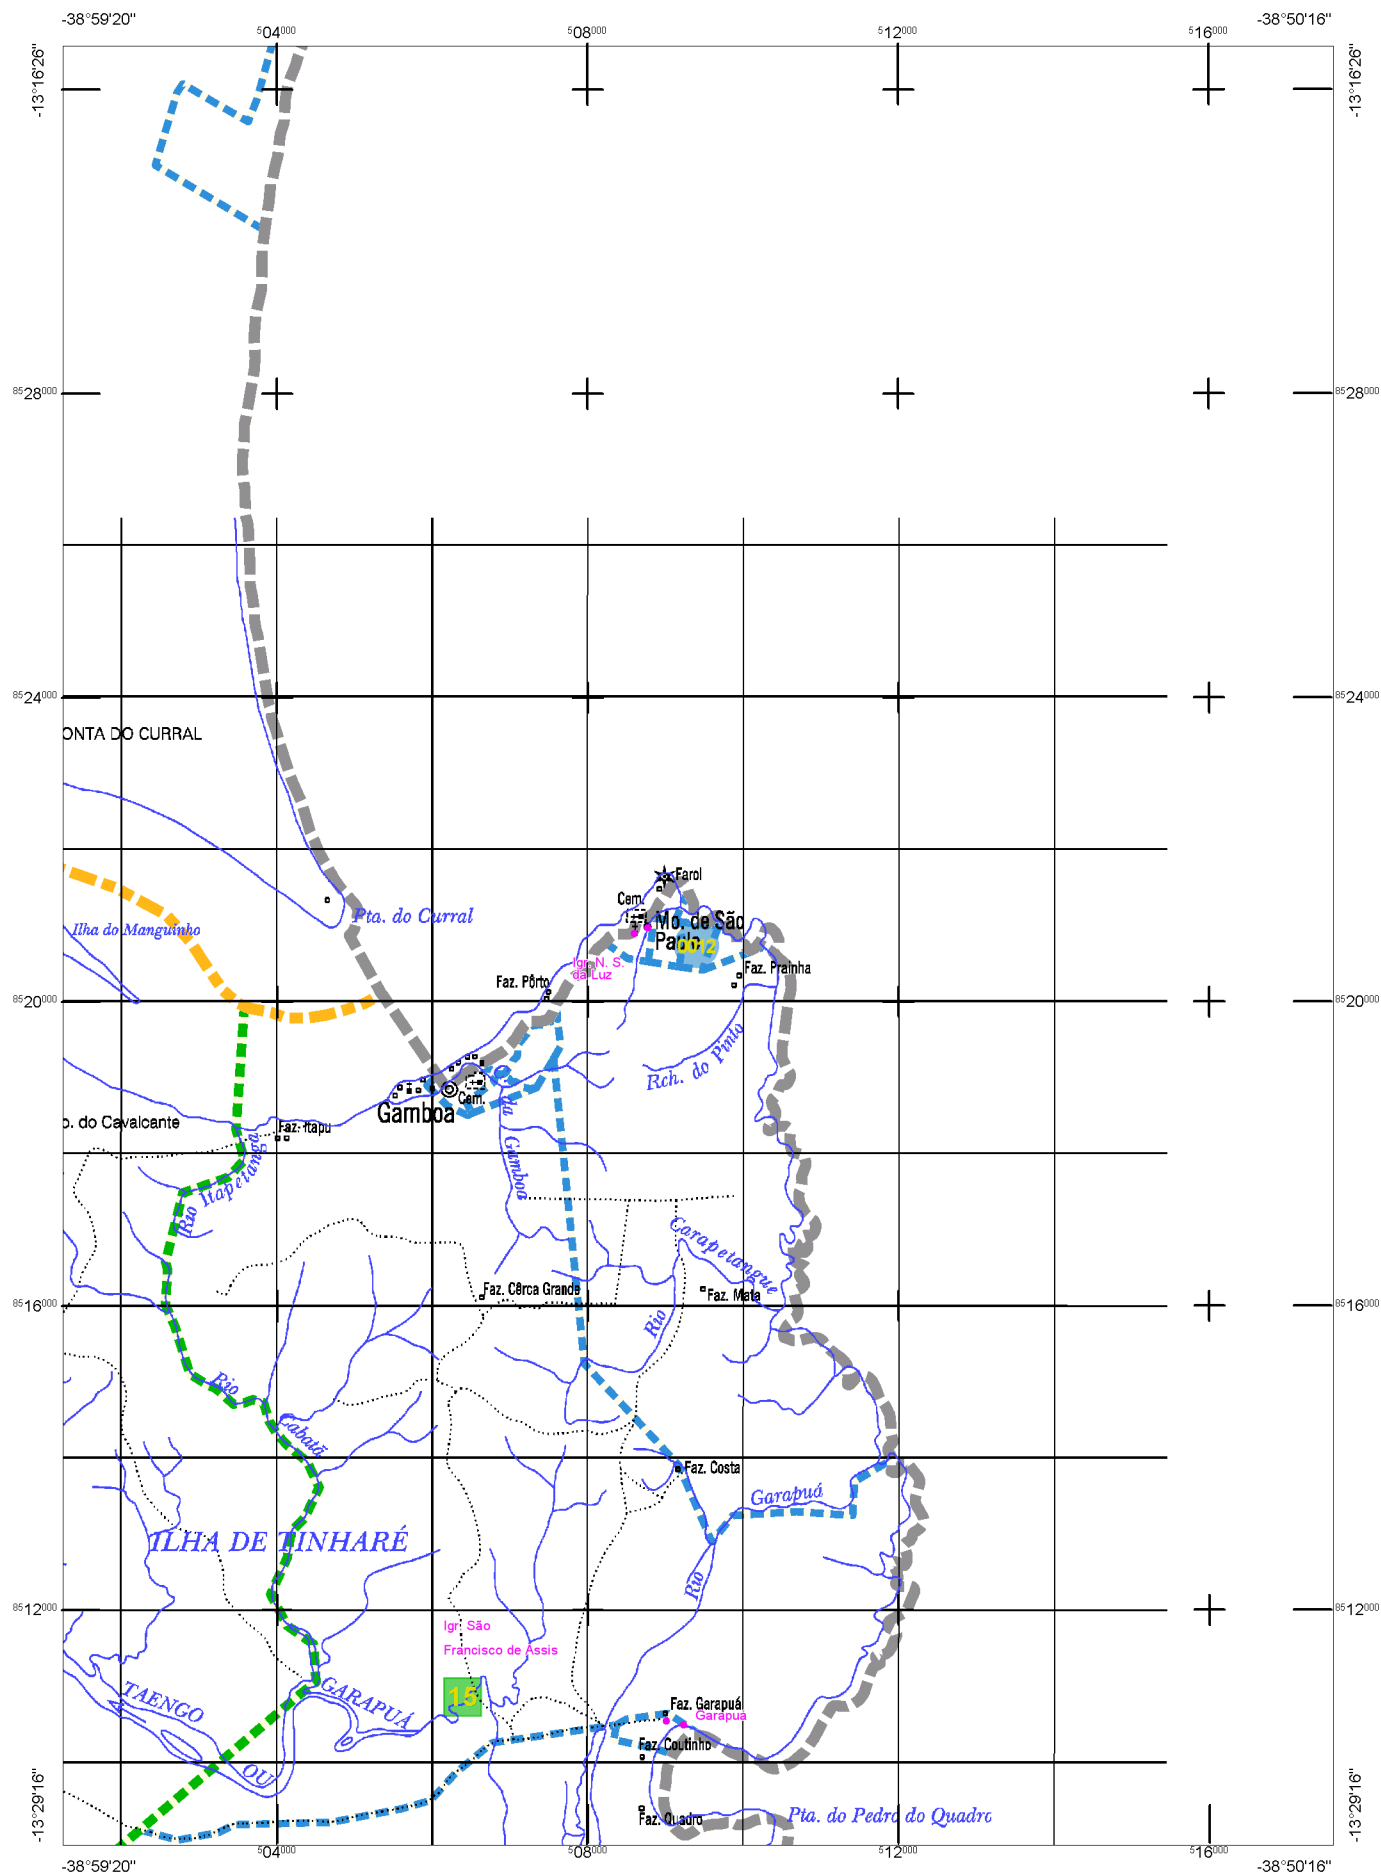 -38°59'20"
-38°50'16"
504000
508000
512000
516000
-13°16'26"
-13°16'26"
8528000
8528000
8524000
8524000
ONTA DO CURRAL
Farol
Cem.
Pta. do Curral
Mo. de São
Paulo
0012
Ilha do Manguinho
Igr. N. S.
da Luz
Faz. Prainha
Faz. Pôrto
8520000
8520000
Rch. do Pinto
Cem.
Gamboa
da Gamboa
o. do Cavalcante
Faz. Itapu
Rio Itapetanga
Carapetangue
Faz. Cêrca Grande
Faz. Mata
8516000
8516000
Rio
Rio
Cabatã
Faz. Costa
Garapuá
ILHA DE TINHARÉ
Rio
8512000
8512000
Igr. São
Francisco de Assis
TAENGO
GARAPUÁ
15
Faz. Garapuá
Garapua
Faz. Coutinho
OU
Faz. Quadro
Pta. do Pedro do Quadro
-13°29'16"
-13°29'16"
504000
508000
512000
516000
-38°59'20"
-38°50'16"